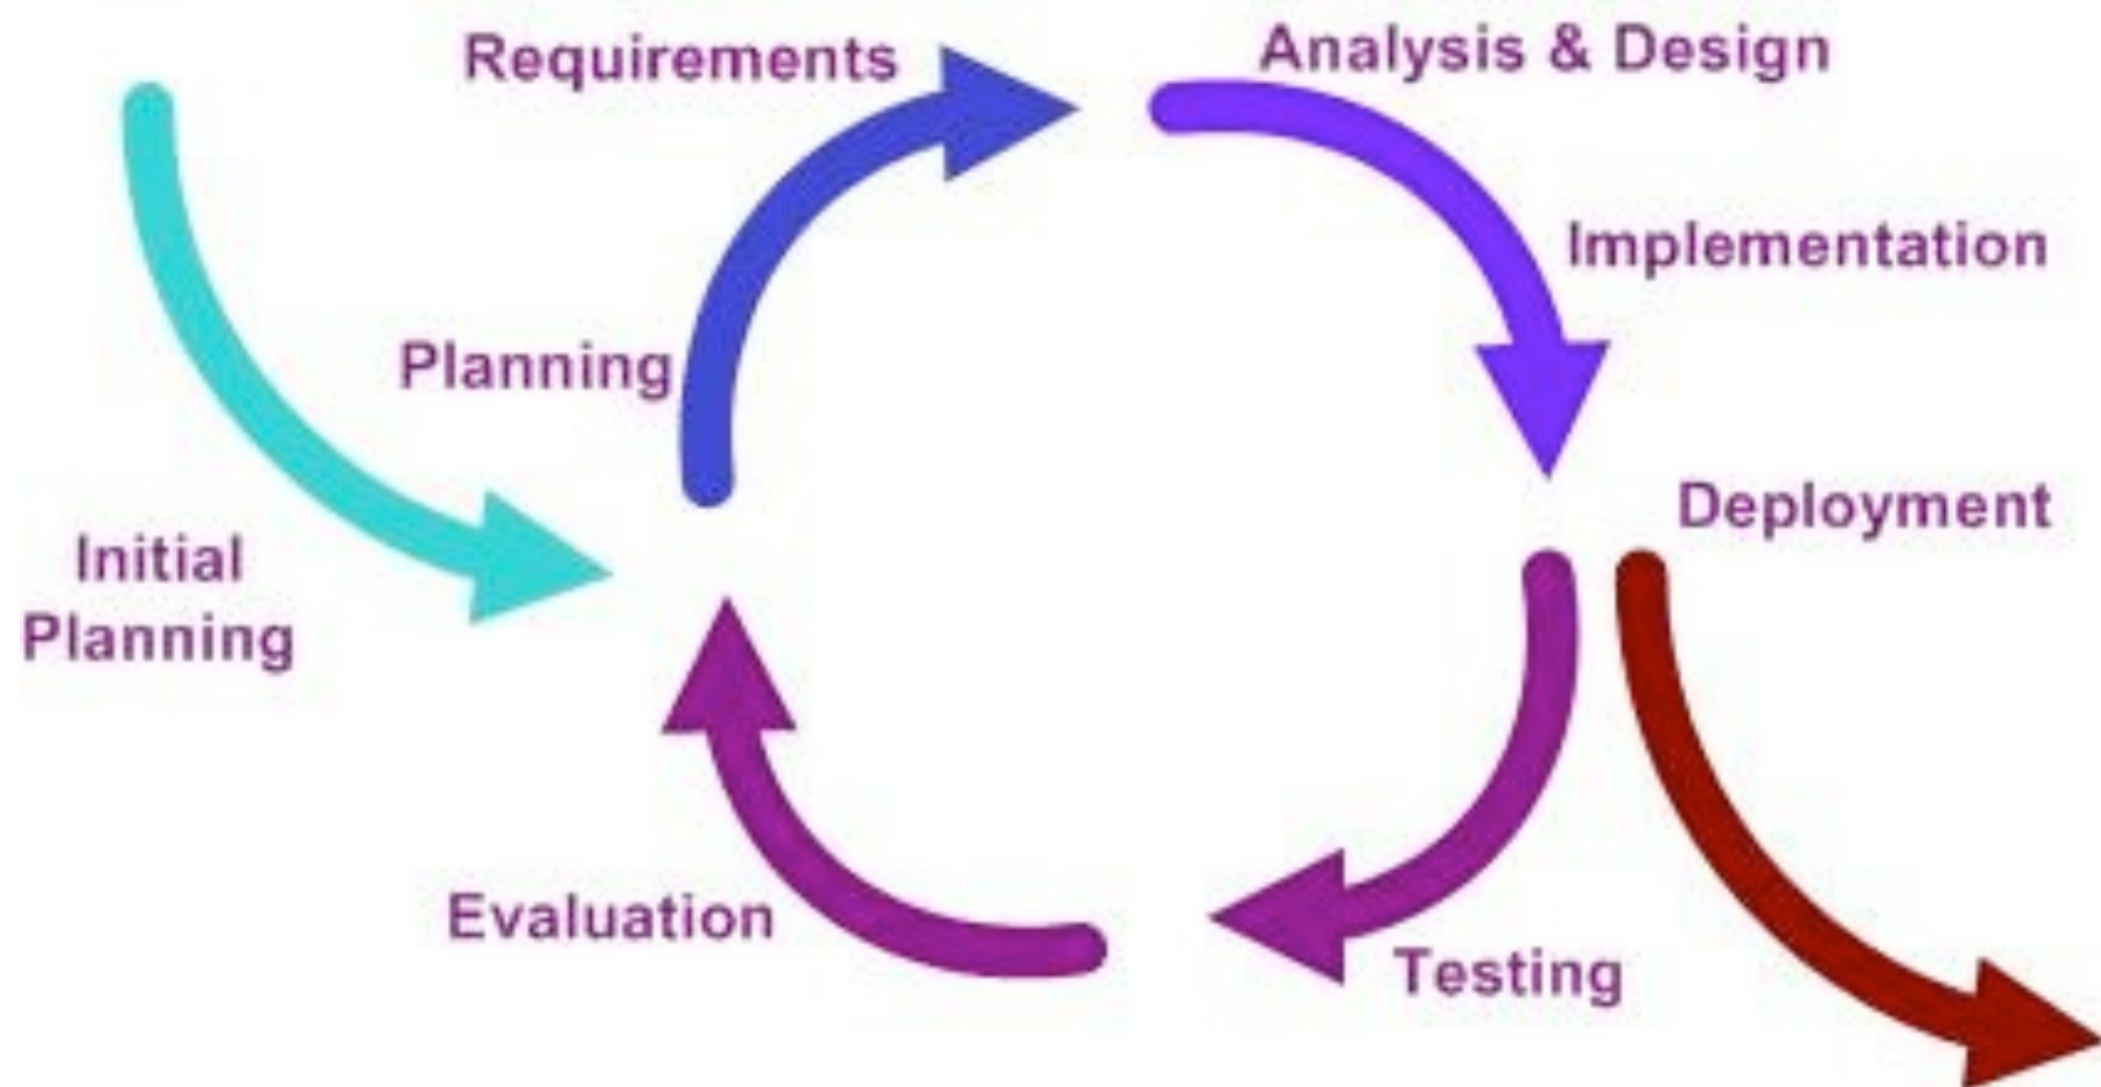 Requirements
Analysis & Design
Implementation
Planning
Deployment
Initial
Planning
Evaluation
Testing